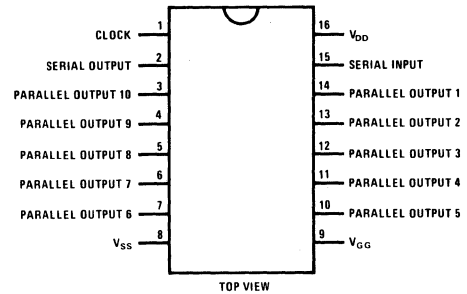 CLOCK 1 16 VDD
SERIAL OUTPUT 2 15 SERIAL INPUT
PARALLEL OUTPUT 10 3 14 PARALLEL OUTPUT 1
PARALLEL OUTPUT 9 4 13 PARALLEL OUTPUT 2
PARALLEL OUTPUT 8 5 12 PARALLEL OUTPUT 3
PARALLEL OUTPUT 7 6 11 PARALLEL OUTPUT 4
PARALLEL OUTPUT 6 7 10 PARALLEL OUTPUT 5
VSS 8 9 VGG
TOP VIEW